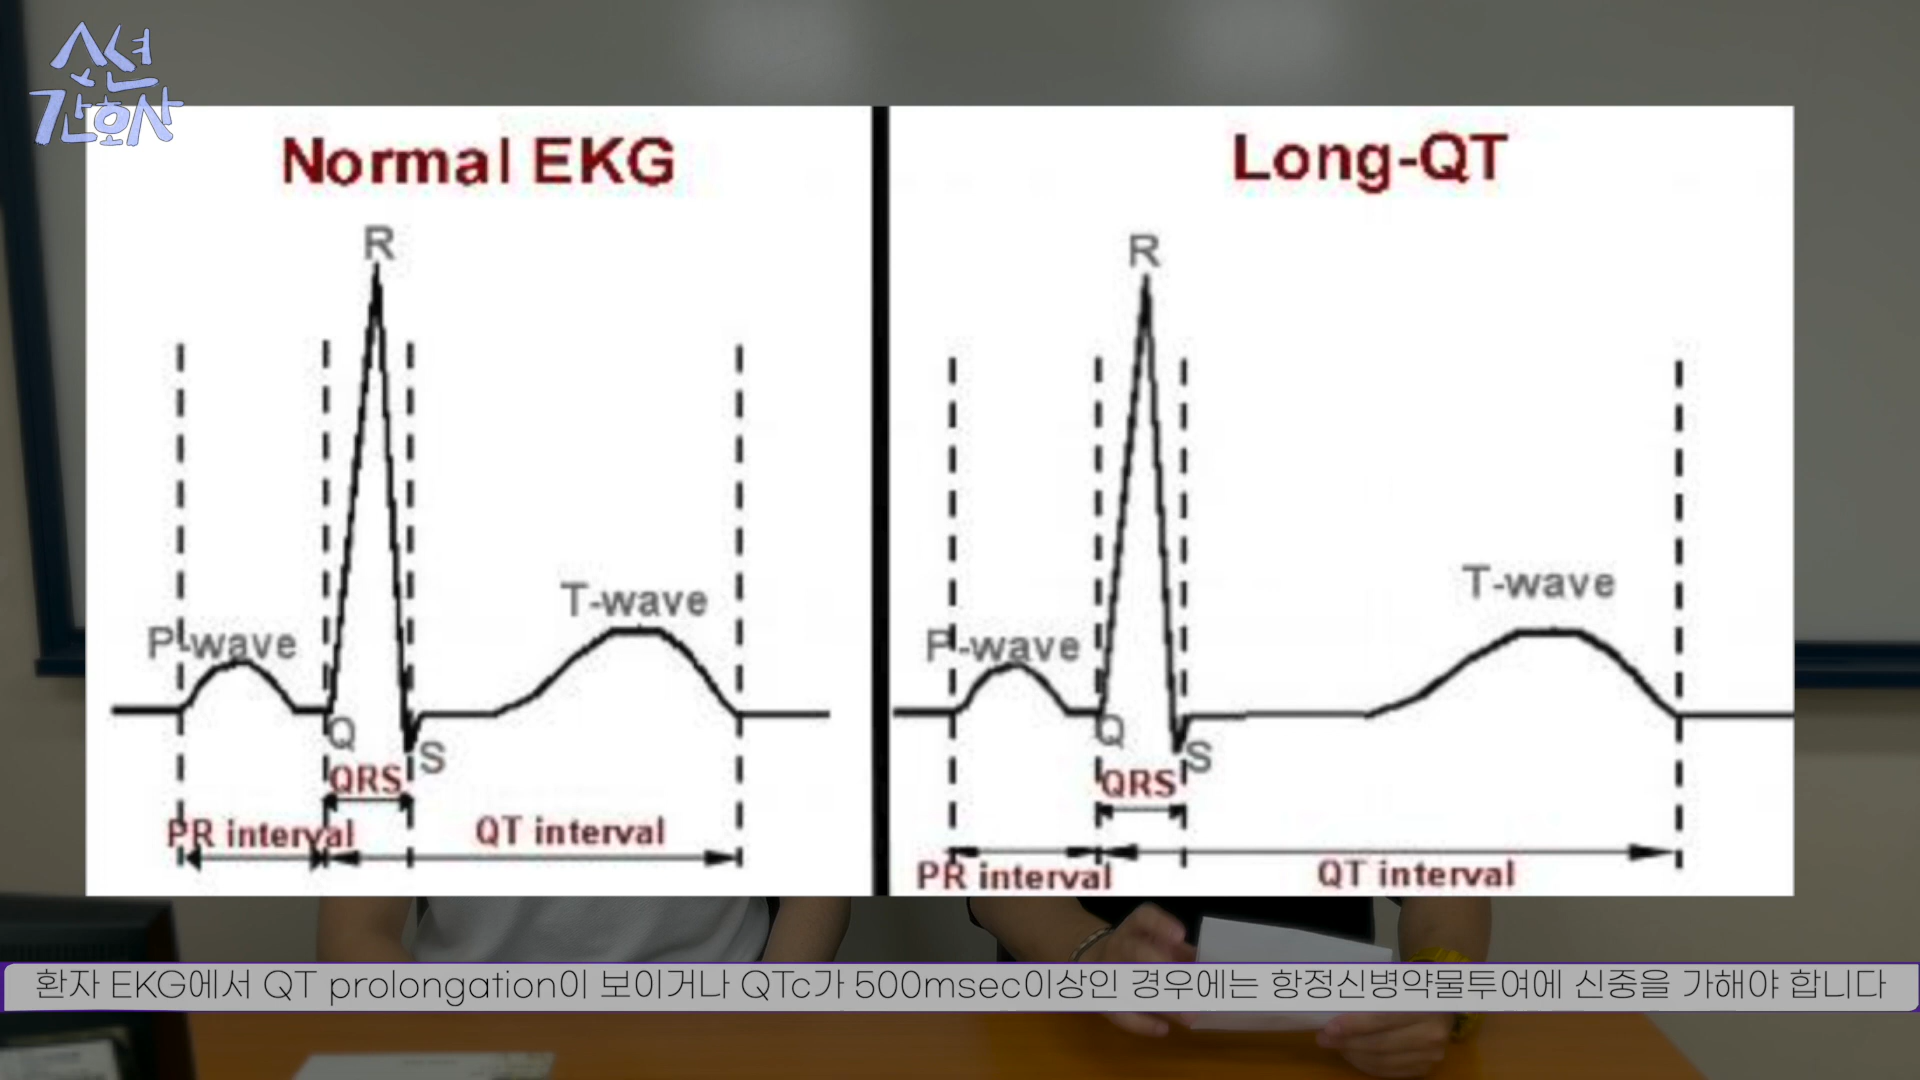 소션
간호사
Normal EKG
Long-QT
R
R
T-wave
T-wave
P-wave
P-wave
Q
S
Q
S
QRS
QRS
PR interval
QT interval
PR interval
QT interval
환자 EKG에서 QT prolongation이 보이거나 QTc가 500msec이상인 경우에는 항정신병약물투여에 신중을 가해야 합니다